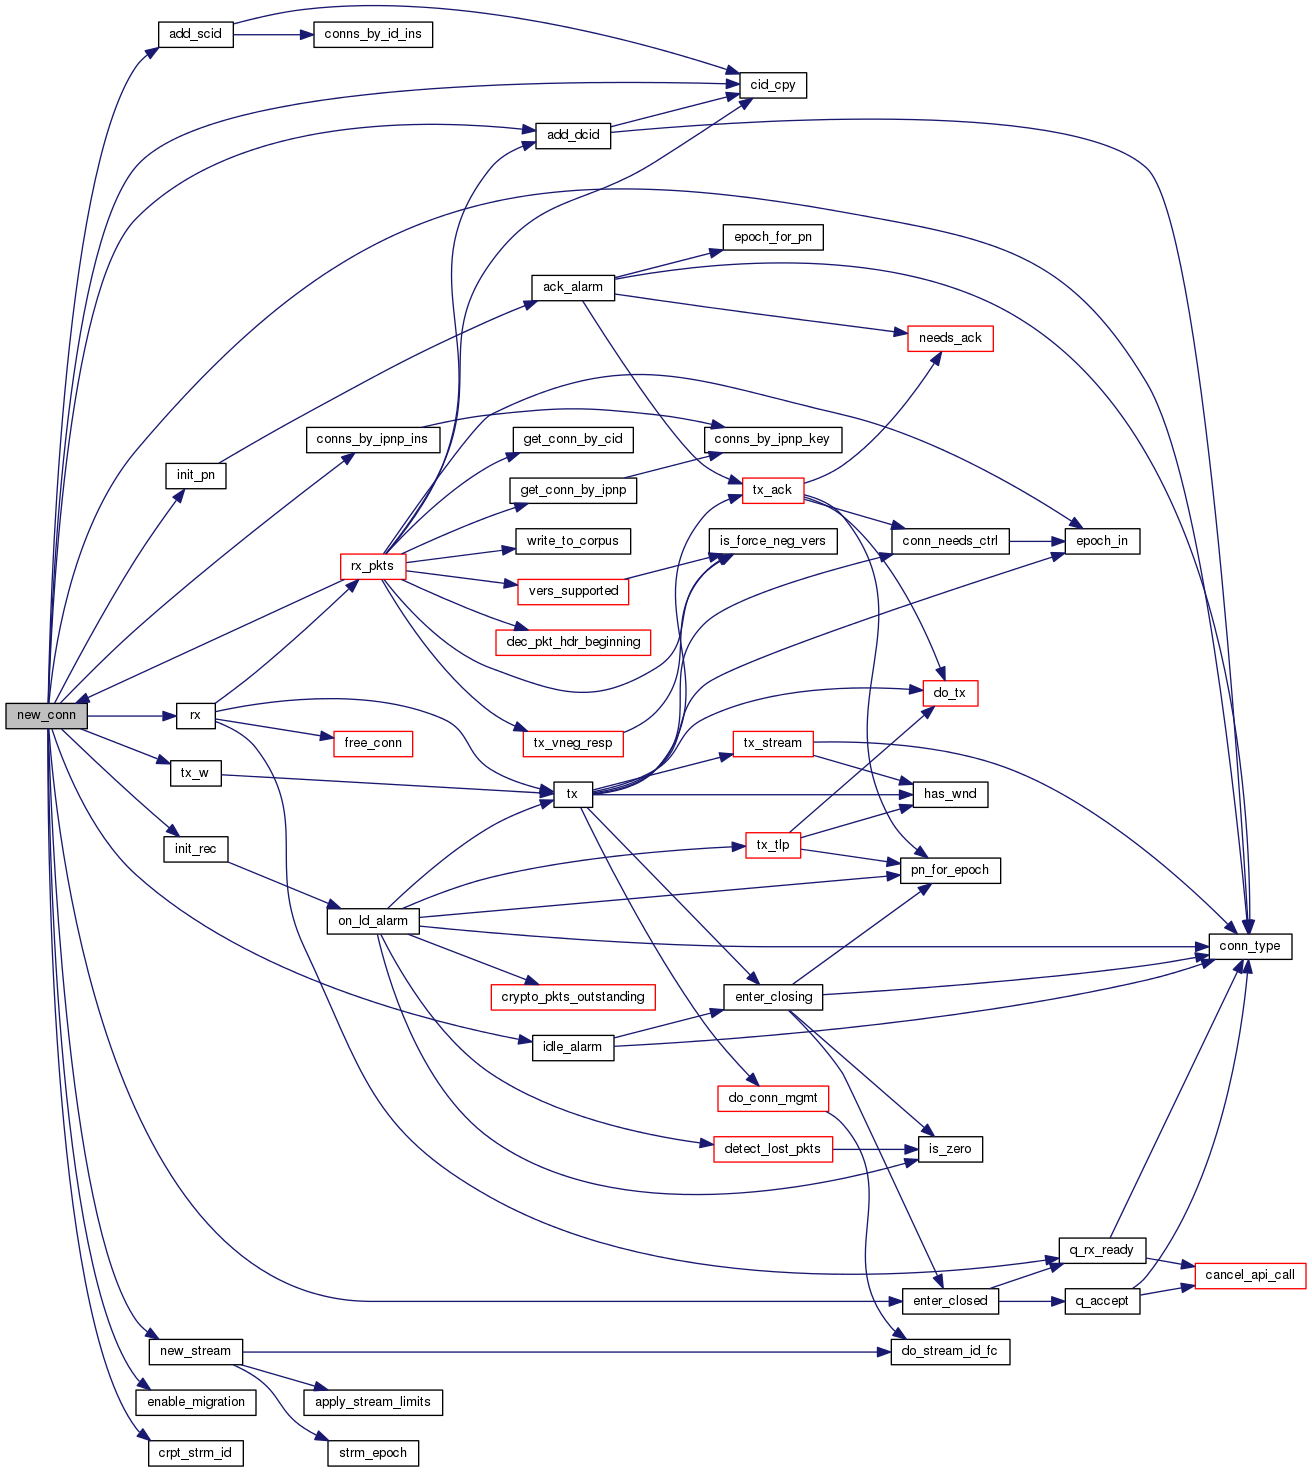 add_scid
conns_by_id_ins
cid_cpy
add_dcid
epoch_for_pn
ack_alarm
needs_ack
conns_by_ipnp_ins
get_conn_by_cid
conns_by_ipnp_key
init_pn
get_conn_by_ipnp
tx_ack
write_to_corpus
is_force_neg_vers
conn_needs_ctrl
epoch_in
rx_pkts
vers_supported
dec_pkt_hdr_beginning
do_tx
new_conn
rx
free_conn
tx_vneg_resp
tx_stream
tx_w
tx
has_wnd
init_rec
tx_tlp
pn_for_epoch
on_ld_alarm
conn_type
crypto_pkts_outstanding
enter_closing
idle_alarm
do_conn_mgmt
detect_lost_pkts
is_zero
q_rx_ready
cancel_api_call
enter_closed
q_accept
new_stream
do_stream_id_fc
enable_migration
apply_stream_limits
crpt_strm_id
strm_epoch